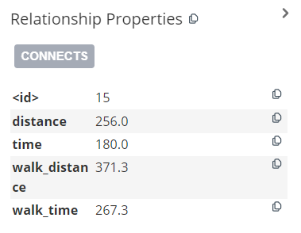 Relationship Properties
CONNECTS
<id> 15
distance 256.0
time 180.0
walk_distan 371.3
ce
walk_time 267.3